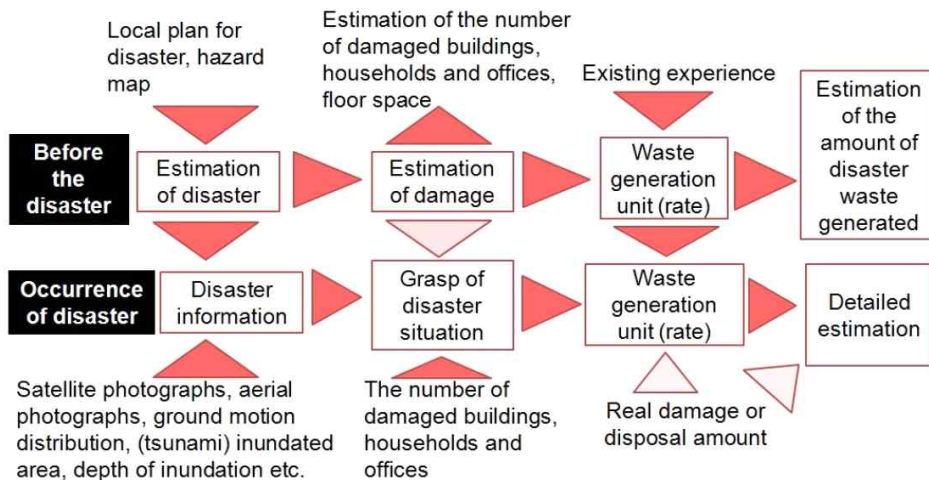 Local plan for
disaster, hazard
map
Estimation of the number
of damaged buildings,
households and offices,
floor space
Existing experience
Before
the
disaster
Estimation
of disaster
Estimation
of damage
Waste
generation
unit (rate)
Estimation
of the
amount of
disaster
waste
generated
Occurrence
of disaster
Disaster
information
Grasp of
disaster
situation
Waste
generation
unit (rate)
Detailed
estimation
Satellite photographs, aerial
photographs, ground motion
distribution, (tsunami) inundated
area, depth of inundation etc.
The number of
damaged buildings,
households and
offices
Real damage or
disposal amount